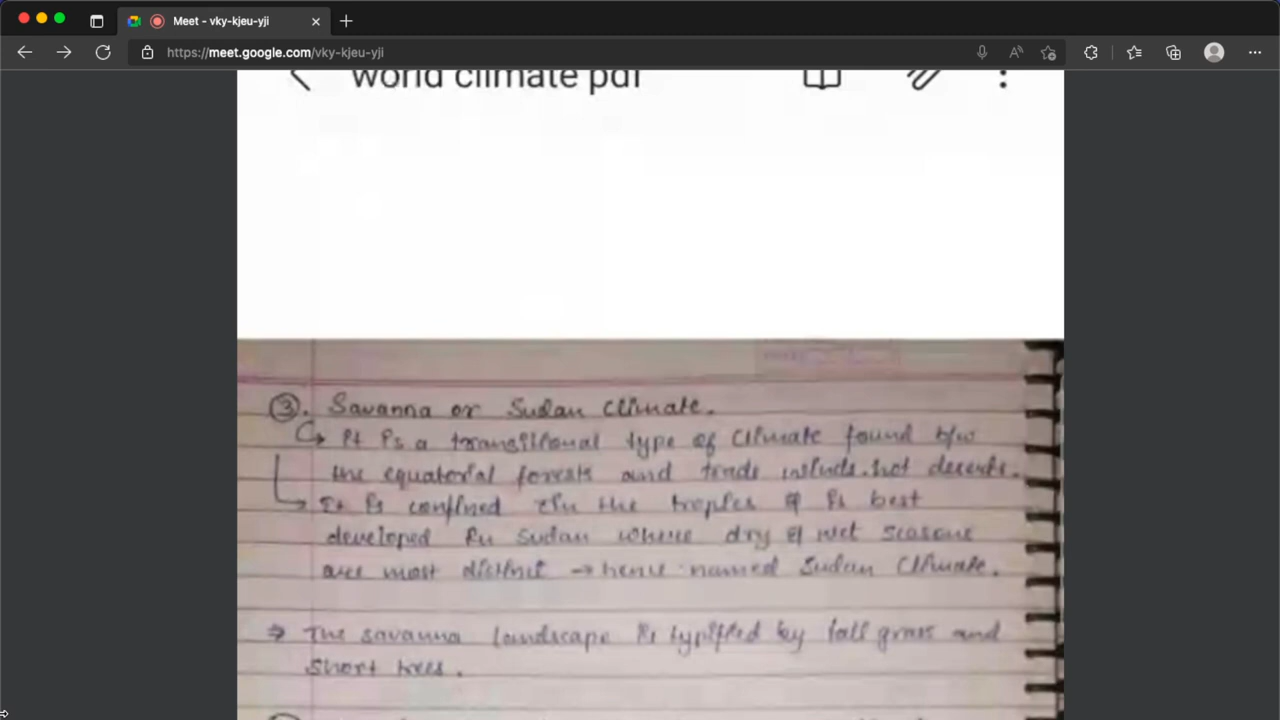 Meet - vky-kjeu-yji
https://meet.google.com/vky-kjeu-yji
world climate pdf
3. Savanna or Sudan Climate.
It is a transitional type of climate found b/w
the equatorial forests and trade hot deserts.
It is confined the tropics & is best
developed in Sudan where dry & wet seasons
are most distinct → hence named Sudan Climate.
⇒ The savanna landscape is typified by tall grass and
short trees.